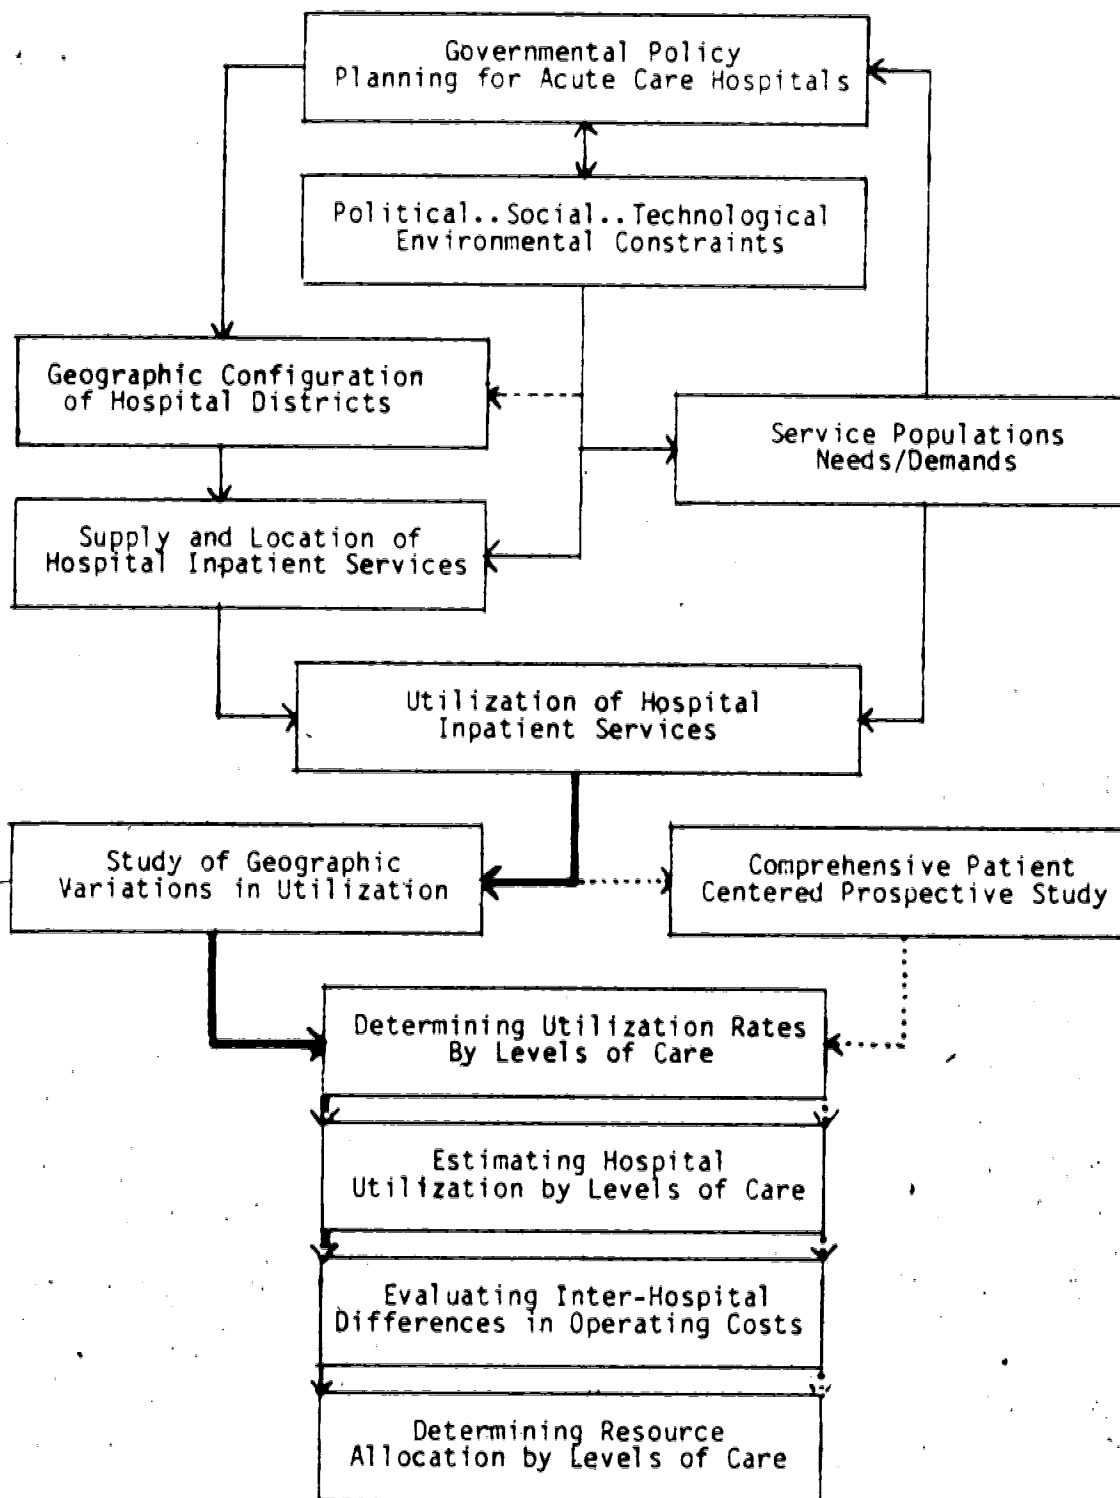 Governmental Policy
Planning for Acute Care Hospitals
Political..Social..Technological
Environmental Constraints
Geographic Configuration
of Hospital Districts
Service Populations
Needs/Demands
Supply and Location of
Hospital Inpatient Services
Utilization of Hospital
Inpatient Services
Study of Geographic
Variations in Utilization
Comprehensive Patient
Centered Prospective Study
Determining Utilization Rates
By Levels of Care
Estimating Hospital
Utilization by Levels of Care
Evaluating Inter-Hospital
Differences in Operating Costs
Determining Resource
Allocation by Levels of Care